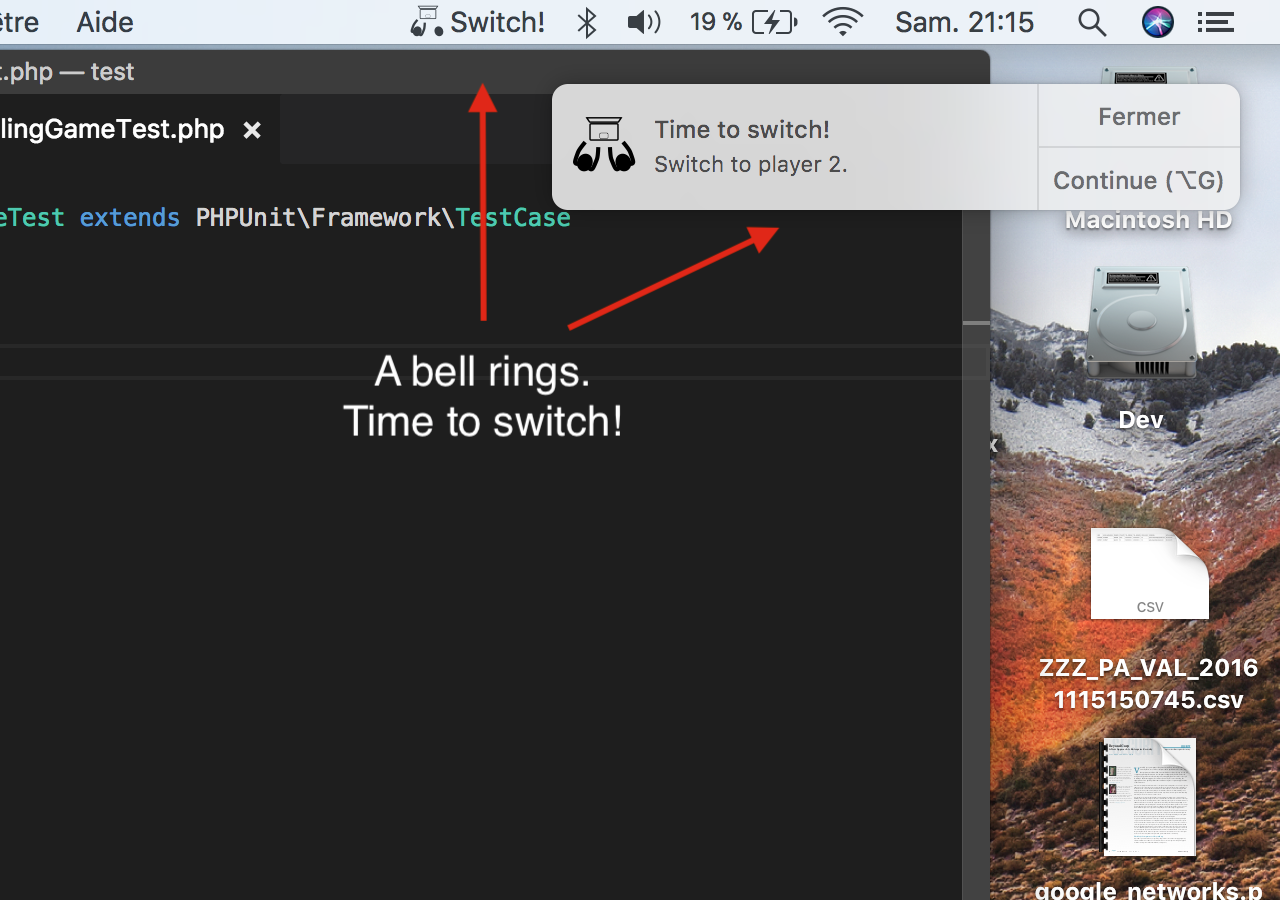 être Aide Switch! 19 % Sam. 21:15
t.php — test
lingGameTest.php ×
Time to switch!
Switch to player 2.
Fermer
Continue (⌥G)
eTest extends PHPUnit\Framework\TestCase
A bell rings.
Time to switch!
Macintosh HD
Dev
x
CSV
ZZZ_PA_VAL_2016
1115150745.csv
google_networks.p